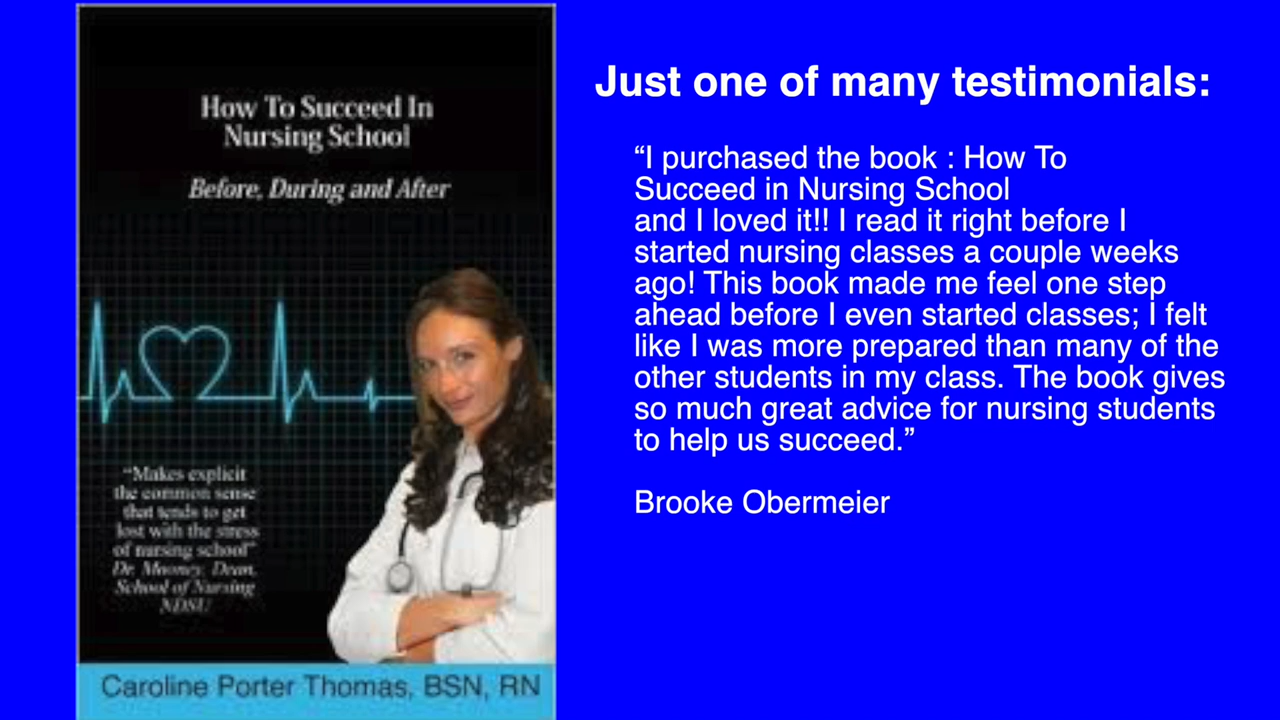 How To Succeed In
Nursing School
Before, During and After
“Makes explicit
the common sense
that tends to get
lost with the stress
of nursing school”
Dr. Mooney, Dean,
School of Nursing
NDSU
Caroline Porter Thomas, BSN, RN
Just one of many testimonials:
“I purchased the book : How To
Succeed in Nursing School
and I loved it!! I read it right before I
started nursing classes a couple weeks
ago! This book made me feel one step
ahead before I even started classes; I felt
like I was more prepared than many of the
other students in my class. The book gives
so much great advice for nursing students
to help us succeed.”
Brooke Obermeier